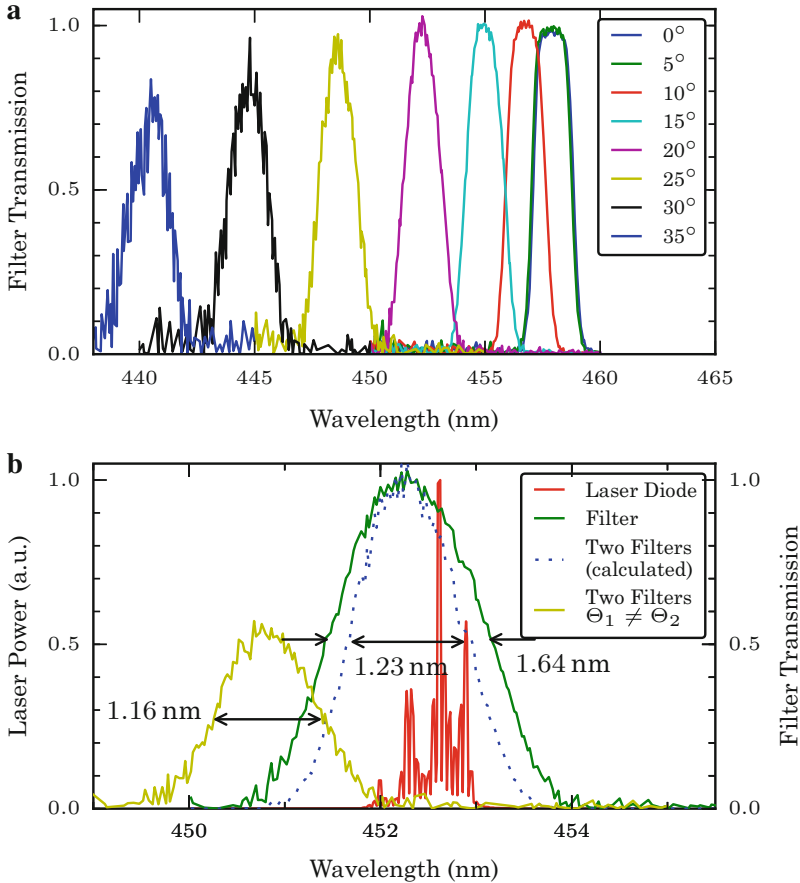 a
1.0
0.5
0.0
Filter Transmission
440
445
450
455
460
465
Wavelength (nm)
0°
5°
10°
15°
20°
25°
30°
35°
b
1.0
0.5
0.0
Laser Power (a.u.)
1.0
0.5
0.0
Filter Transmission
450
452
454
Wavelength (nm)
Laser Diode
Filter
Two Filters
(calculated)
Two Filters
Θ₁ ≠ Θ₂
1.23 nm
1.64 nm
1.16 nm